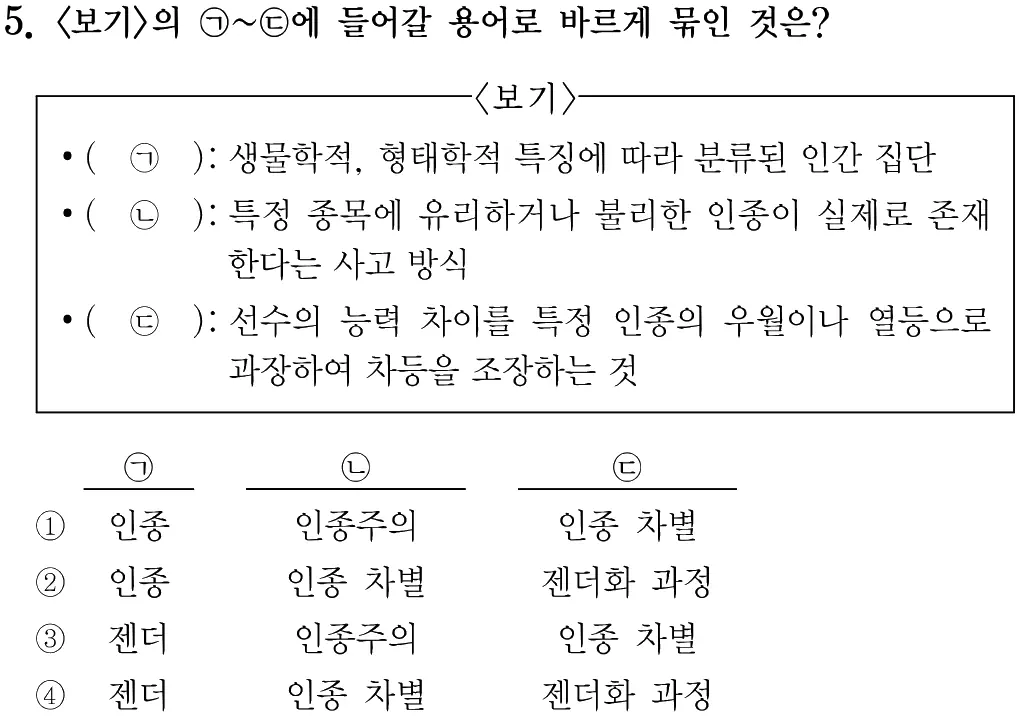 5. 〈보기〉의 ㉠~㉢에 들어갈 용어로 바르게 묶인 것은?
〈보기〉
• ( ㉠ ): 생물학적, 형태학적 특징에 따라 분류된 인간 집단
• ( ㉡ ): 특정 종목에 유리하거나 불리한 인종이 실제로 존재
한다는 사고 방식
• ( ㉢ ): 선수의 능력 차이를 특정 인종의 우월이나 열등으로
과장하여 차등을 조장하는 것
㉠ ㉡ ㉢
① 인종 인종주의 인종 차별
② 인종 인종 차별 젠더화 과정
③ 젠더 인종주의 인종 차별
④ 젠더 인종 차별 젠더화 과정